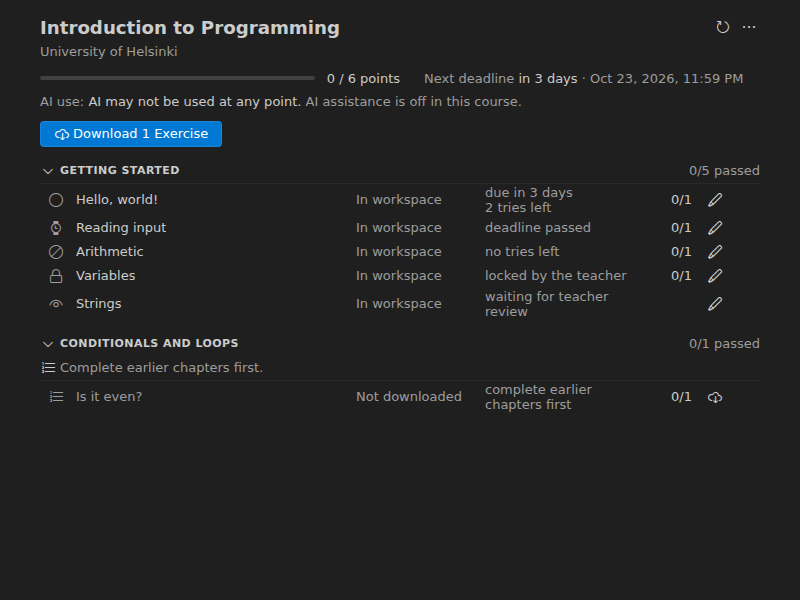 Introduction to Programming
University of Helsinki
0 / 6 points Next deadline in 3 days · Oct 23, 2026, 11:59 PM
AI use: AI may not be used at any point. AI assistance is off in this course.
Download 1 Exercise
GETTING STARTED 0/5 passed
Hello, world! In workspace due in 3 days 0/1
2 tries left
Reading input In workspace deadline passed 0/1
Arithmetic In workspace no tries left 0/1
Variables In workspace locked by the teacher 0/1
Strings In workspace waiting for teacher
review
CONDITIONALS AND LOOPS 0/1 passed
Complete earlier chapters first.
Is it even? Not downloaded complete earlier 0/1
chapters first